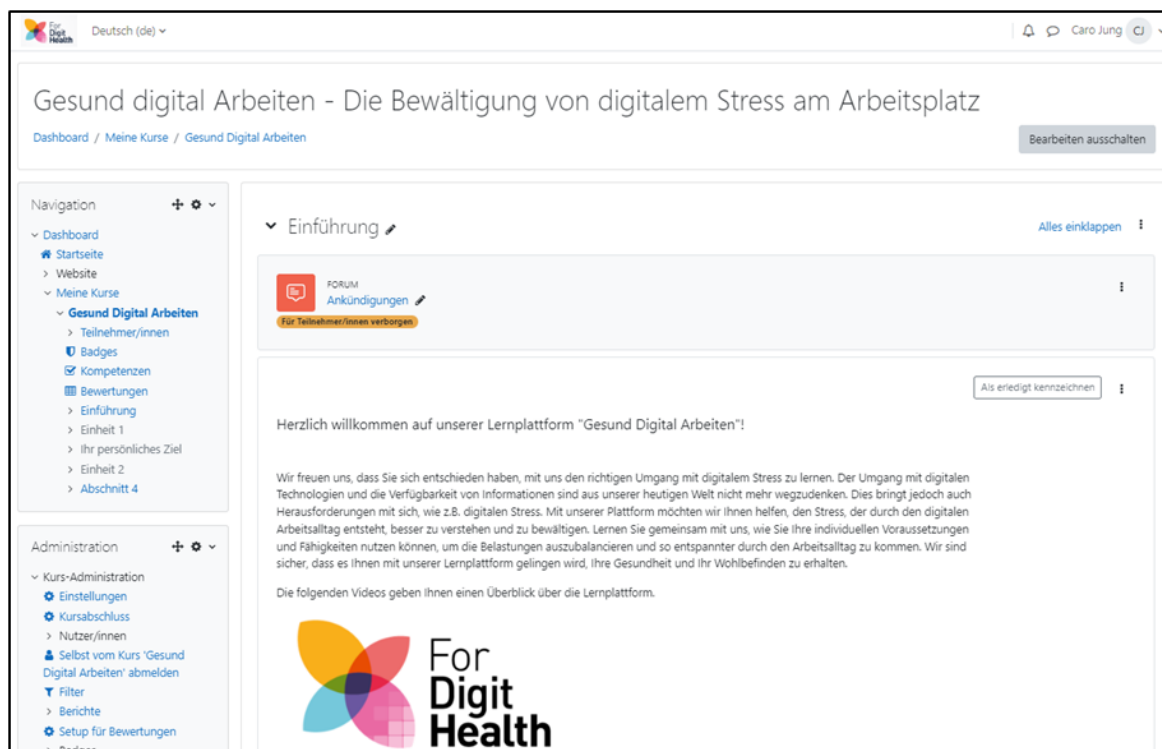 For
Digit
Health
Deutsch (de)
Caro Jung CJ
Gesund digital Arbeiten - Die Bewältigung von digitalem Stress am Arbeitsplatz
Dashboard / Meine Kurse / Gesund Digital Arbeiten
Bearbeiten ausschalten
Navigation
Dashboard
Startseite
Website
Meine Kurse
Gesund Digital Arbeiten
Teilnehmer/innen
Badges
Kompetenzen
Bewertungen
Einführung
Einheit 1
Ihr persönliches Ziel
Einheit 2
Abschnitt 4
Administration
Kurs-Administration
Einstellungen
Kursabschluss
Nutzer/innen
Selbst vom Kurs 'Gesund
Digital Arbeiten' abmelden
Filter
Berichte
Setup für Bewertungen
Badges
Einführung
Alles einklappen
FORUM
Ankündigungen
Für Teilnehmer/innen verborgen
Als erledigt kennzeichnen
Herzlich willkommen auf unserer Lernplattform "Gesund Digital Arbeiten"!
Wir freuen uns, dass Sie sich entschieden haben, mit uns den richtigen Umgang mit digitalem Stress zu lernen. Der Umgang mit digitalen
Technologien und die Verfügbarkeit von Informationen sind aus unserer heutigen Welt nicht mehr wegzudenken. Dies bringt jedoch auch
Herausforderungen mit sich, wie z.B. digitalen Stress. Mit unserer Plattform möchten wir Ihnen helfen, den Stress, der durch den digitalen
Arbeitsalltag entsteht, besser zu verstehen und zu bewältigen. Lernen Sie gemeinsam mit uns, wie Sie Ihre individuellen Voraussetzungen
und Fähigkeiten nutzen können, um die Belastungen auszubalancieren und so entspannter durch den Arbeitsalltag zu kommen. Wir sind
sicher, dass es Ihnen mit unserer Lernplattform gelingen wird, Ihre Gesundheit und Ihr Wohlbefinden zu erhalten.
Die folgenden Videos geben Ihnen einen Überblick über die Lernplattform.
For
Digit
Health